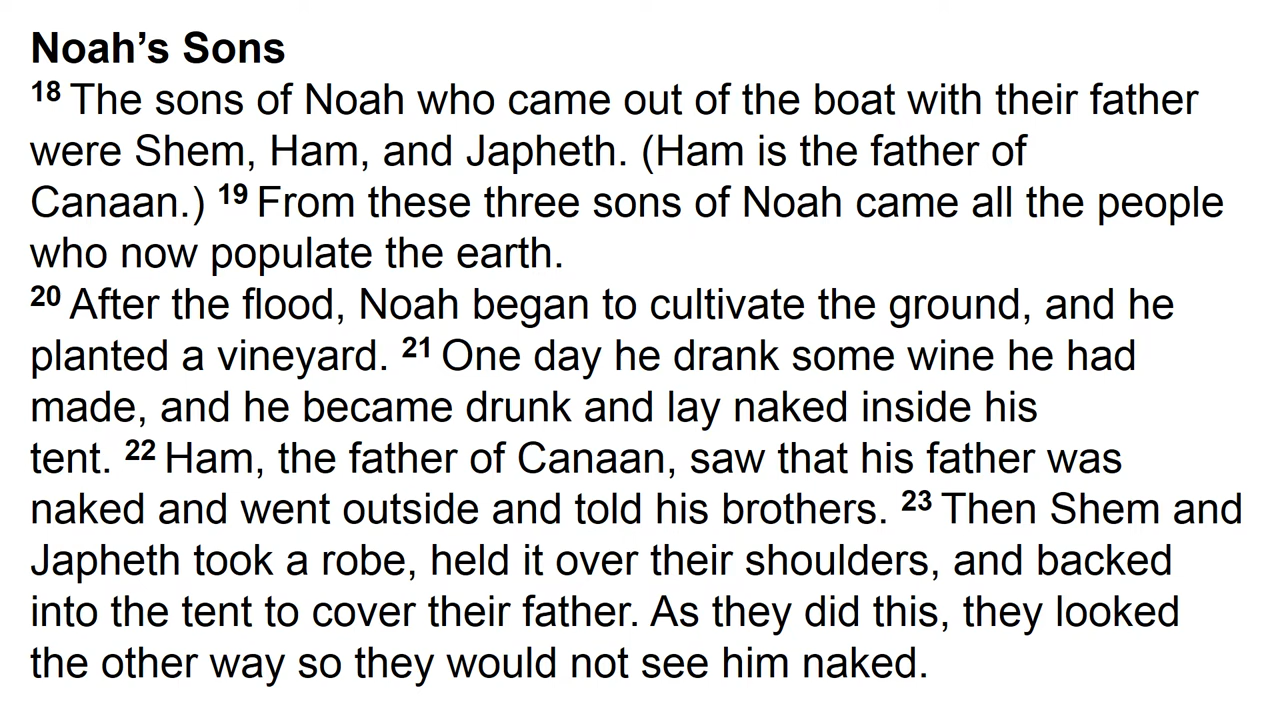 Noah’s Sons
18 The sons of Noah who came out of the boat with their father
were Shem, Ham, and Japheth. (Ham is the father of
Canaan.) 19 From these three sons of Noah came all the people
who now populate the earth.
20 After the flood, Noah began to cultivate the ground, and he
planted a vineyard. 21 One day he drank some wine he had
made, and he became drunk and lay naked inside his
tent. 22 Ham, the father of Canaan, saw that his father was
naked and went outside and told his brothers. 23 Then Shem and
Japheth took a robe, held it over their shoulders, and backed
into the tent to cover their father. As they did this, they looked
the other way so they would not see him naked.